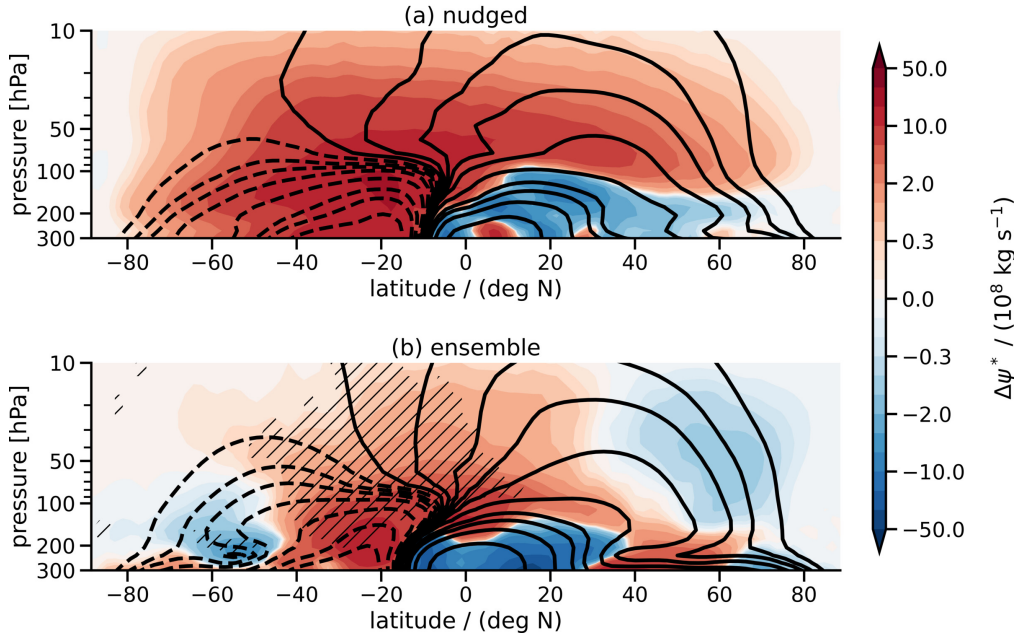 (a) nudged
10
50
100
200
300
pressure [hPa]
−80 −60 −40 −20 0 20 40 60 80
latitude / (deg N)
(b) ensemble
10
50
100
200
300
pressure [hPa]
−80 −60 −40 −20 0 20 40 60 80
latitude / (deg N)
50.0
10.0
2.0
0.3
0.0
−0.3
−2.0
−10.0
−50.0
Δψ* / (10⁸ kg s⁻¹)